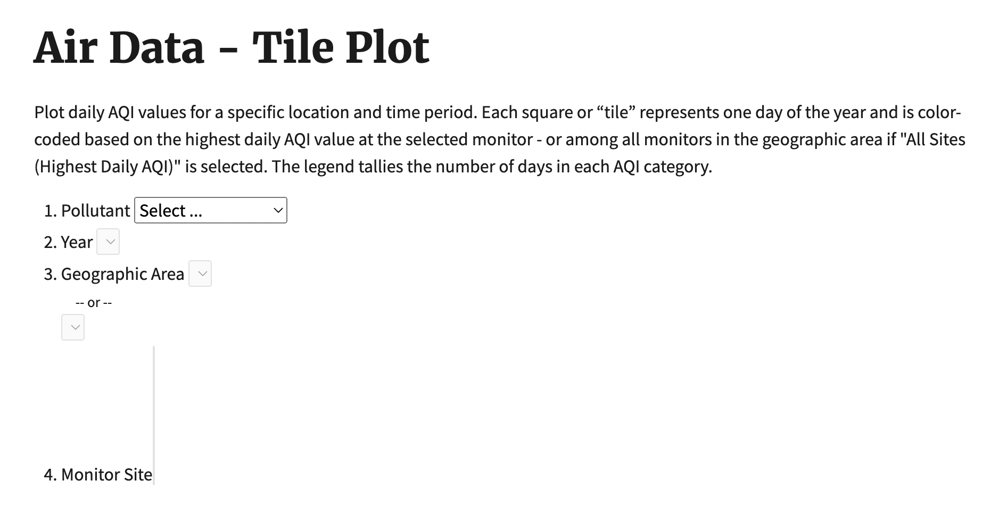 Air Data - Tile Plot
Plot daily AQI values for a specific location and time period. Each square or “tile” represents one day of the year and is color-
coded based on the highest daily AQI value at the selected monitor - or among all monitors in the geographic area if "All Sites
(Highest Daily AQI)" is selected. The legend tallies the number of days in each AQI category.
1. Pollutant Select ...
2. Year
3. Geographic Area
-- or --
4. Monitor Site